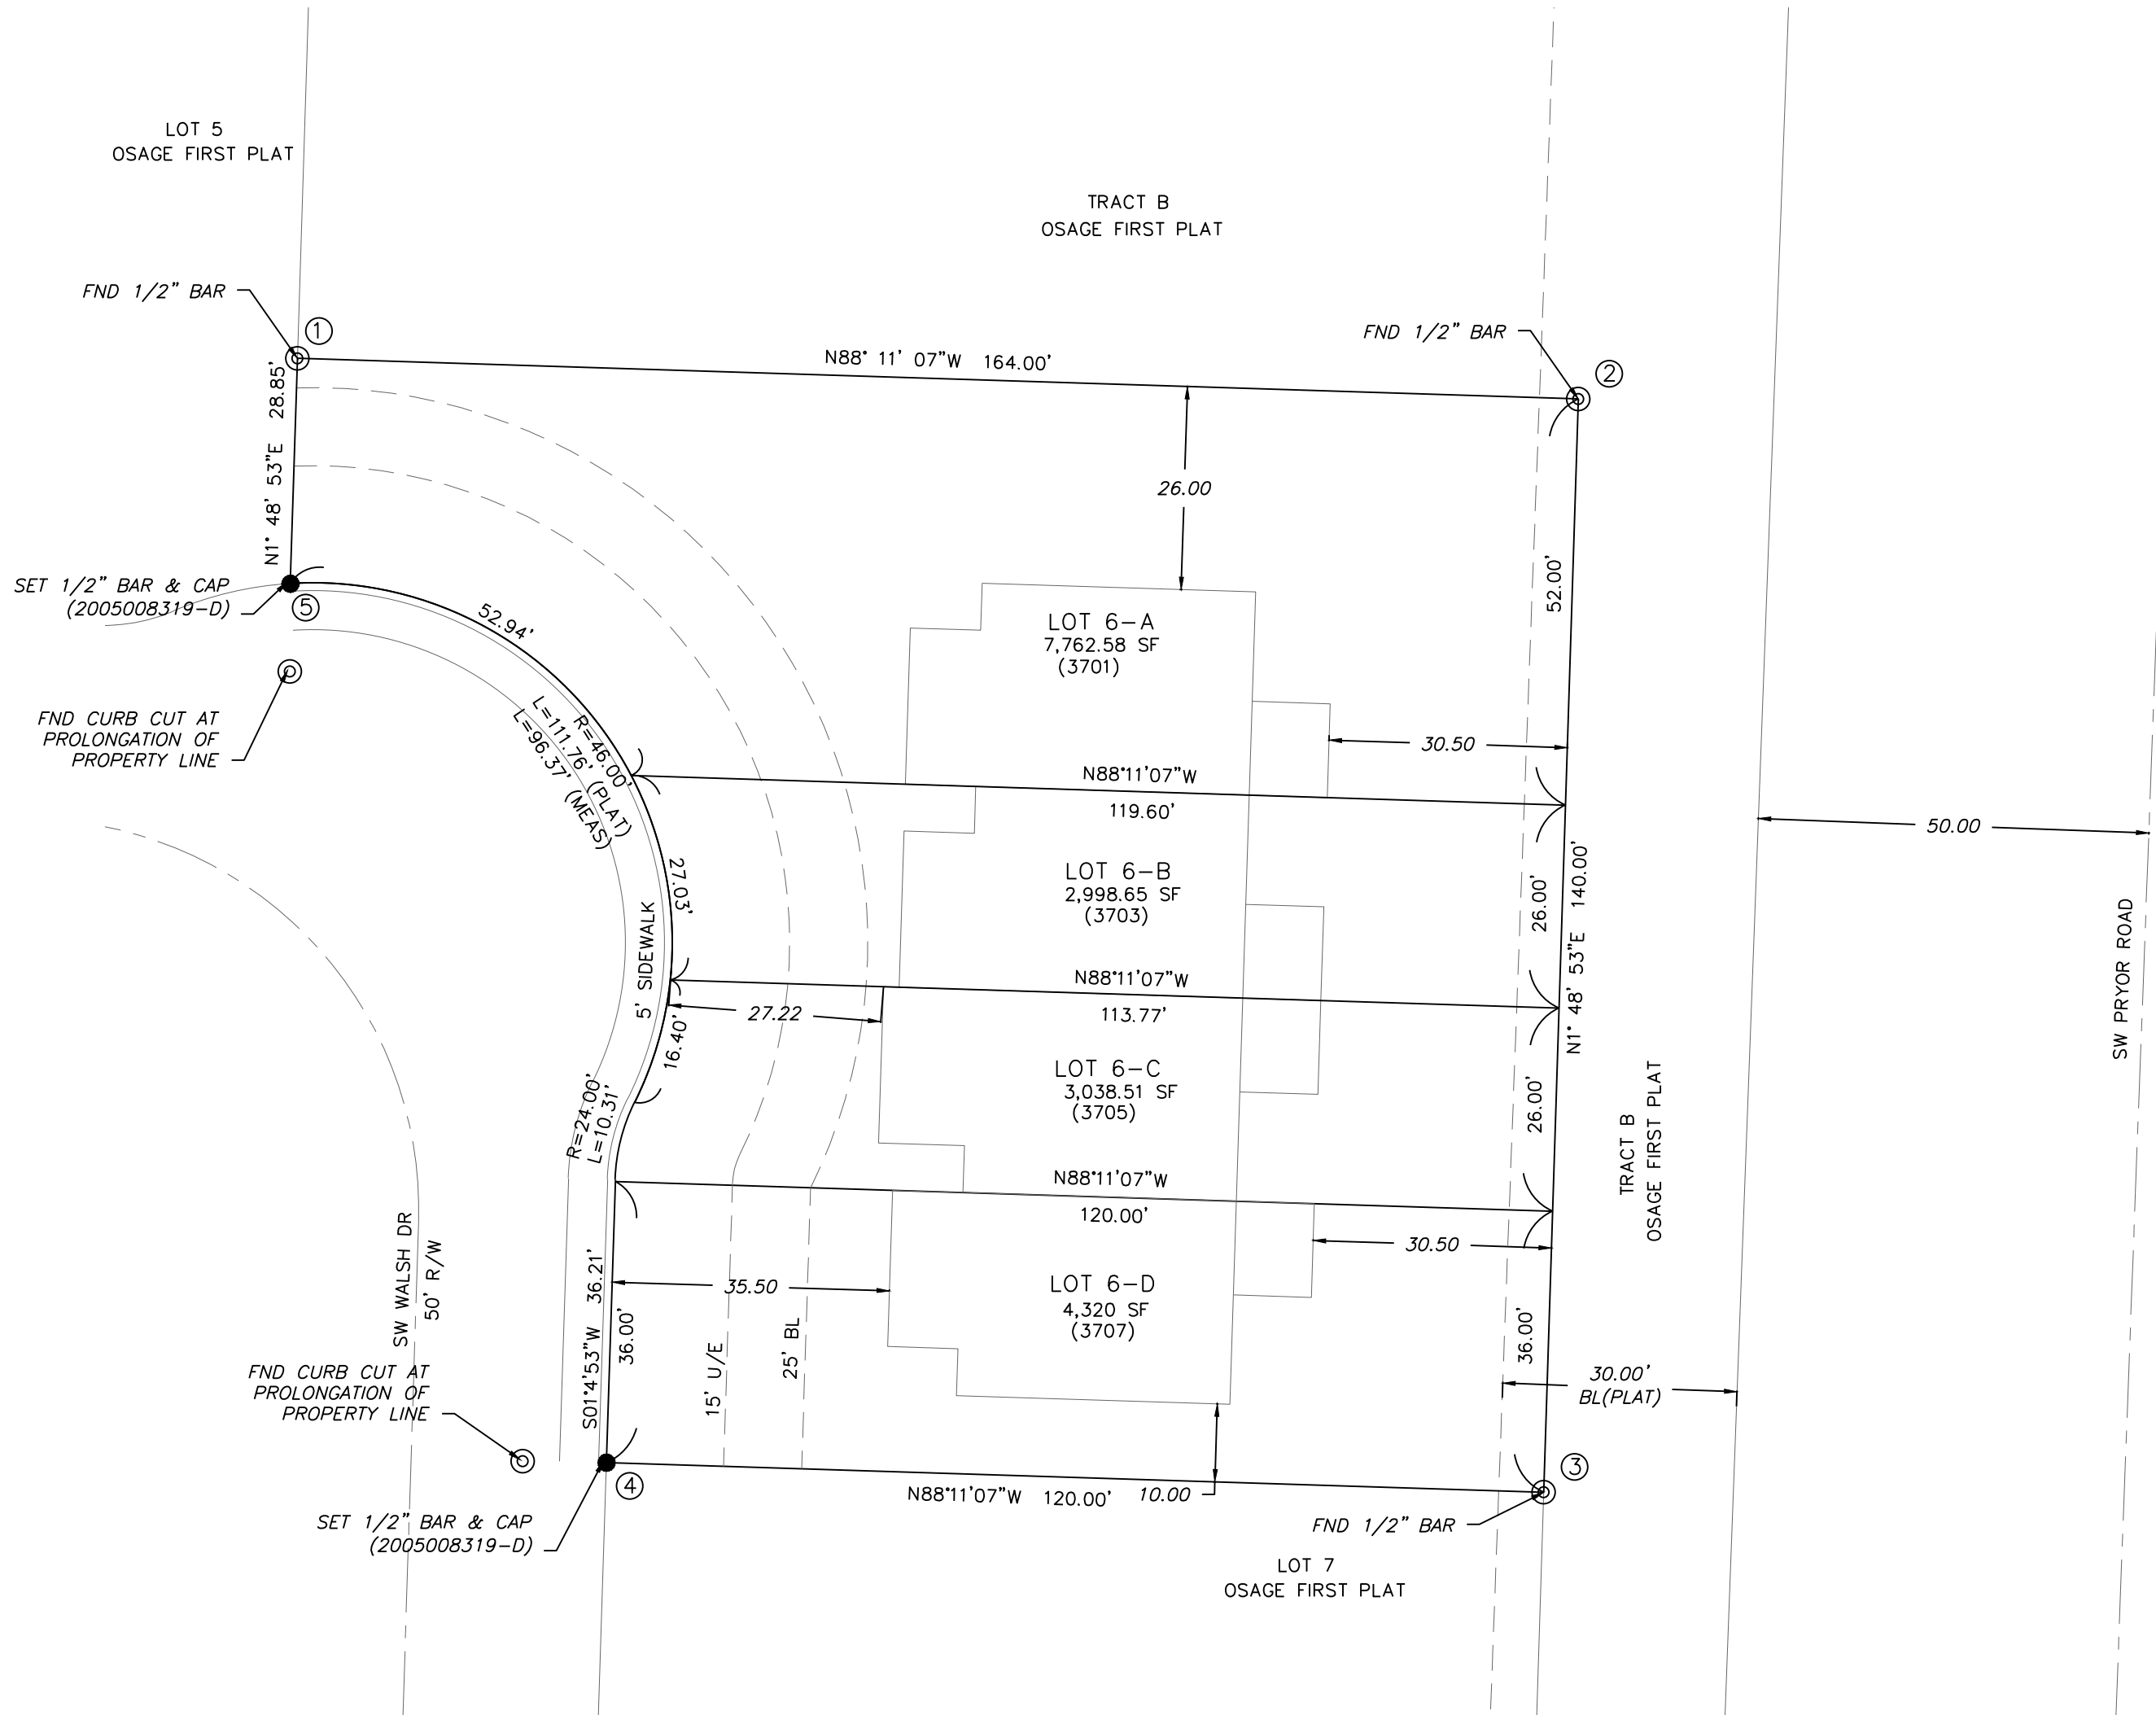 LOT 5
OSAGE FIRST PLAT
TRACT B
OSAGE FIRST PLAT
FND 1/2" BAR
1
FND 1/2" BAR
2
N88° 11' 07"W 164.00'
N1° 48' 53"E 28.85'
26.00
SET 1/2" BAR & CAP
(2005008319-D)
5
52.94'
52.00'
LOT 6-A
7,762.58 SF
(3701)
FND CURB CUT AT
PROLONGATION OF
PROPERTY LINE
R=46.00'
L=111.76' (PLAT)
L=96.37' (MEAS)
30.50
N88°11'07"W
119.60'
50.00
27.03'
LOT 6-B
2,998.65 SF
(3703)
26.00'
N1° 48' 53"E 140.00'
SW PRYOR ROAD
5' SIDEWALK
N88°11'07"W
113.77'
27.22
16.40'
LOT 6-C
3,038.51 SF
(3705)
26.00'
R=24.00'
L=10.31'
TRACT B
OSAGE FIRST PLAT
N88°11'07"W
120.00'
SW WALSH DR
50' R/W
30.50
35.50
LOT 6-D
4,320 SF
(3707)
S01°4'53"W 36.21'
36.00'
15' U/E
25' BL
36.00'
30.00'
BL(PLAT)
FND CURB CUT AT
PROLONGATION OF
PROPERTY LINE
4
3
N88°11'07"W 120.00'
10.00
SET 1/2" BAR & CAP
(2005008319-D)
FND 1/2" BAR
LOT 7
OSAGE FIRST PLAT